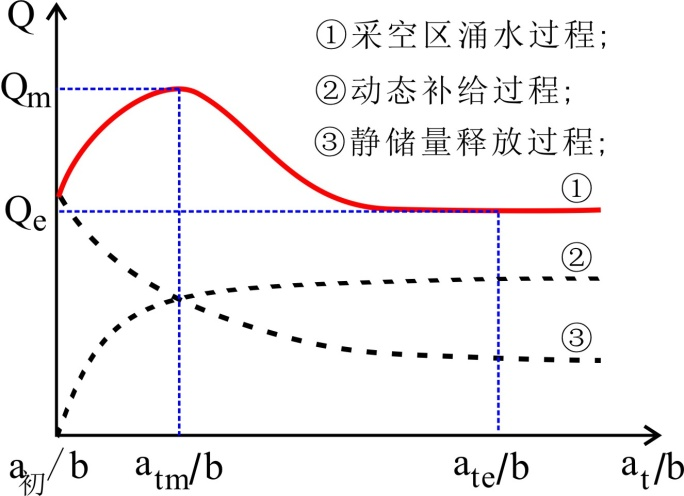 Q
①采空区涌水过程;
Qm
②动态补给过程;
③静储量释放过程;
①
Qe
②
③
a初/b atm/b ate/b at/b